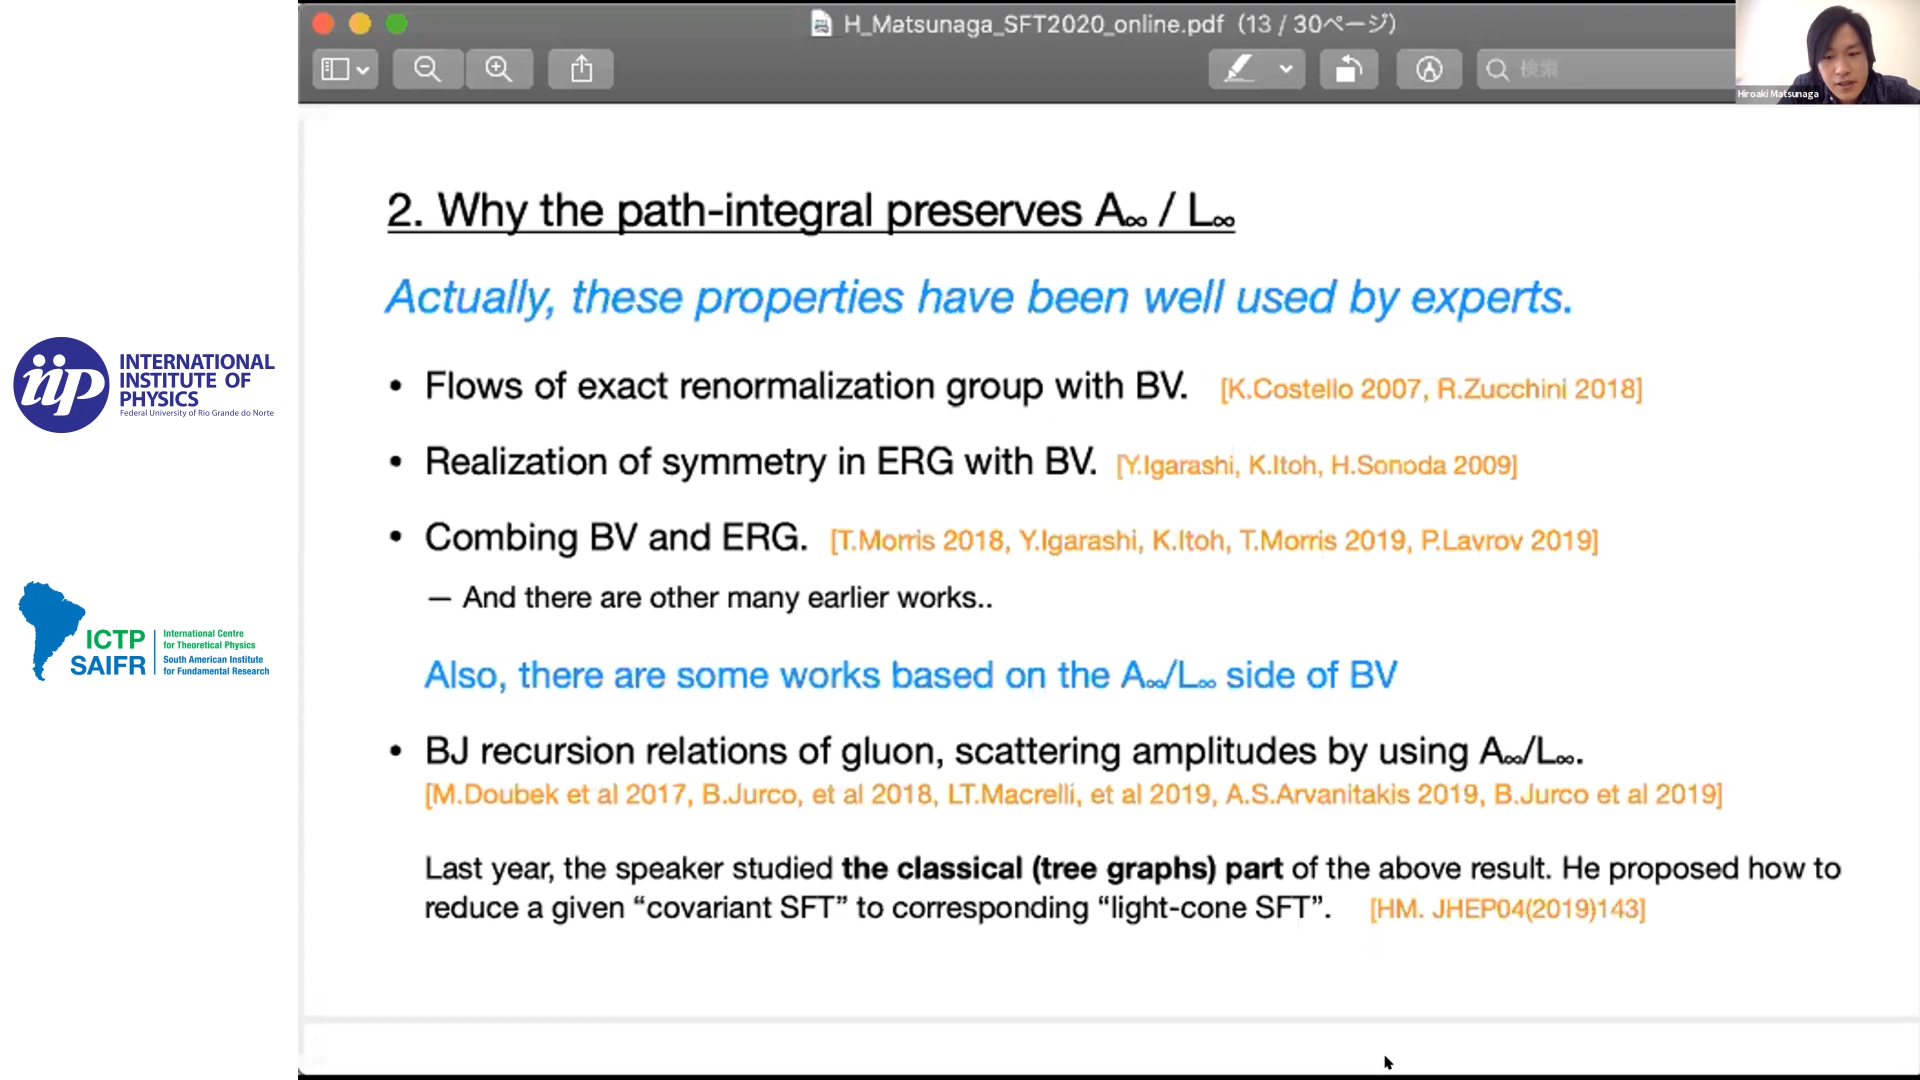 H_Matsunaga_SFT2020_online.pdf (13 / 30ページ)
検索
Hiroaki Matsunaga
2. Why the path-integral preserves A∞ / L∞
Actually, these properties have been well used by experts.
• Flows of exact renormalization group with BV. [K.Costello 2007, R.Zucchini 2018]
• Realization of symmetry in ERG with BV. [Y.Igarashi, K.Itoh, H.Sonoda 2009]
• Combing BV and ERG. [T.Morris 2018, Y.Igarashi, K.Itoh, T.Morris 2019, P.Lavrov 2019]
— And there are other many earlier works..
Also, there are some works based on the A∞/L∞ side of BV
• BJ recursion relations of gluon, scattering amplitudes by using A∞/L∞.
[M.Doubek et al 2017, B.Jurco, et al 2018, LT.Macrelli, et al 2019, A.S.Arvanitakis 2019, B.Jurco et al 2019]
Last year, the speaker studied the classical (tree graphs) part of the above result. He proposed how to
reduce a given “covariant SFT” to corresponding “light-cone SFT”. [HM. JHEP04(2019)143]
iip
INTERNATIONAL
INSTITUTE OF
PHYSICS
Federal University of Rio Grande do Norte
ICTP
SAIFR
International Centre
for Theoretical Physics
South American Institute
for Fundamental Research